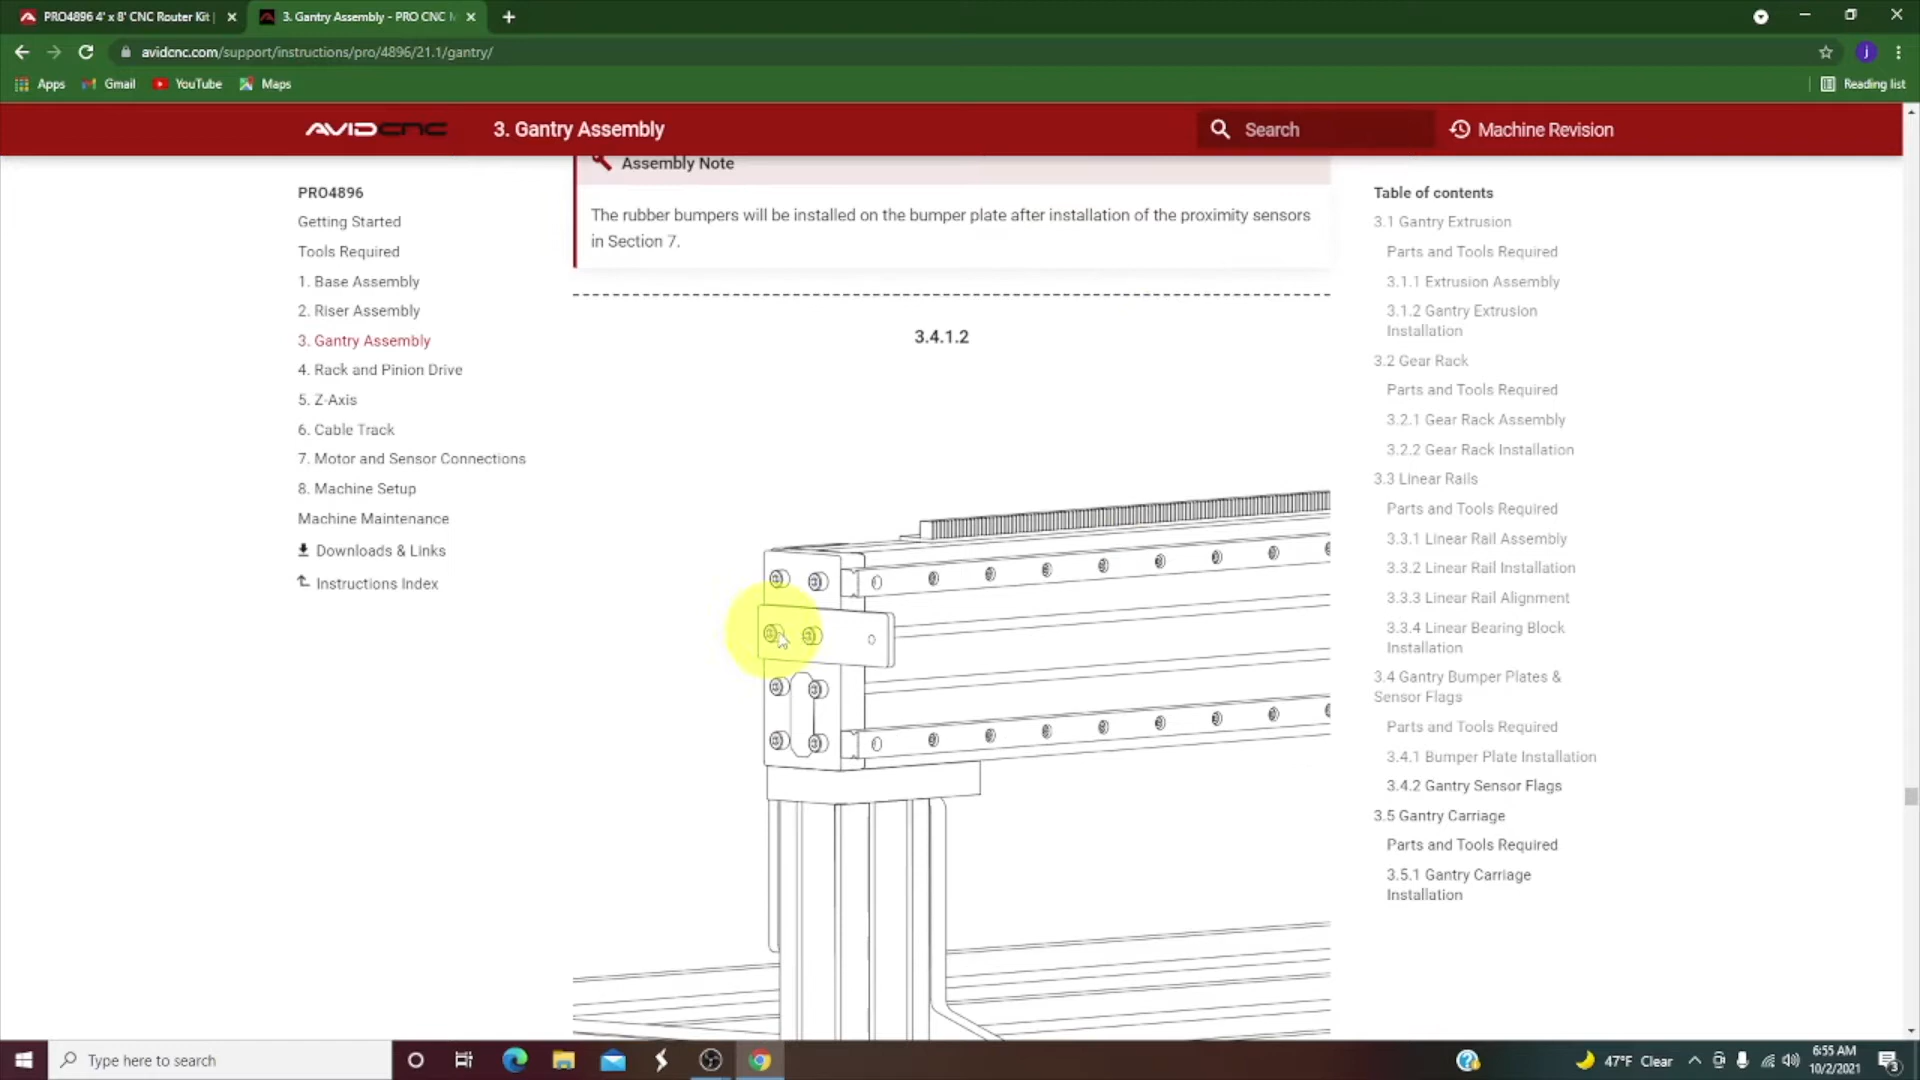 PRO4896 4' x 8' CNC Router Kit |
3. Gantry Assembly - PRO CNC
avidcnc.com/support/instructions/pro/4896/21.1/gantry/
j
Apps
Gmail
YouTube
Maps
Reading list
AVIDCNC
3. Gantry Assembly
Search
Machine Revision
PRO4896
Getting Started
Tools Required
1. Base Assembly
2. Riser Assembly
3. Gantry Assembly
4. Rack and Pinion Drive
5. Z-Axis
6. Cable Track
7. Motor and Sensor Connections
8. Machine Setup
Machine Maintenance
Downloads & Links
Instructions Index
Assembly Note
The rubber bumpers will be installed on the bumper plate after installation of the proximity sensors
in Section 7.
3.4.1.2
Table of contents
3.1 Gantry Extrusion
Parts and Tools Required
3.1.1 Extrusion Assembly
3.1.2 Gantry Extrusion
Installation
3.2 Gear Rack
Parts and Tools Required
3.2.1 Gear Rack Assembly
3.2.2 Gear Rack Installation
3.3 Linear Rails
Parts and Tools Required
3.3.1 Linear Rail Assembly
3.3.2 Linear Rail Installation
3.3.3 Linear Rail Alignment
3.3.4 Linear Bearing Block
Installation
3.4 Gantry Bumper Plates &
Sensor Flags
Parts and Tools Required
3.4.1 Bumper Plate Installation
3.4.2 Gantry Sensor Flags
3.5 Gantry Carriage
Parts and Tools Required
3.5.1 Gantry Carriage
Installation
Type here to search
47°F Clear
6:55 AM
10/2/2021
3